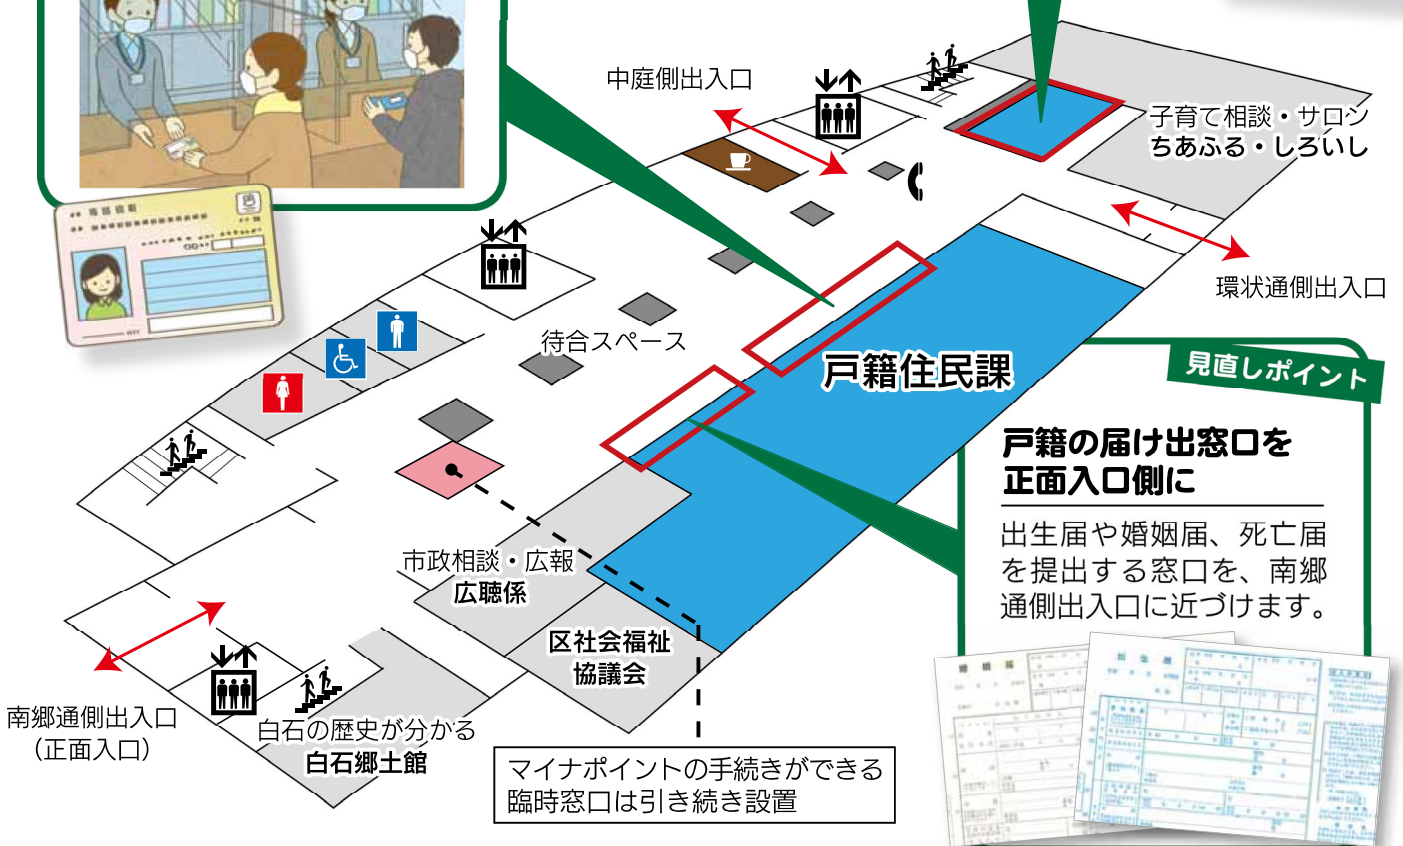 中庭側出入口
子育て相談・サロン
ちあふる・しろいし
環状通側出入口
待合スペース
戸籍住民課
見直しポイント
戸籍の届け出窓口を
正面入口側に
出生届や婚姻届、死亡届
を提出する窓口を、南郷
通側出入口に近づけます。
市政相談・広報
広聴係
区社会福祉
協議会
南郷通側出入口
（正面入口）
白石の歴史が分かる
白石郷土館
マイナポイントの手続きができる
臨時窓口は引き続き設置
婚姻届
出生届